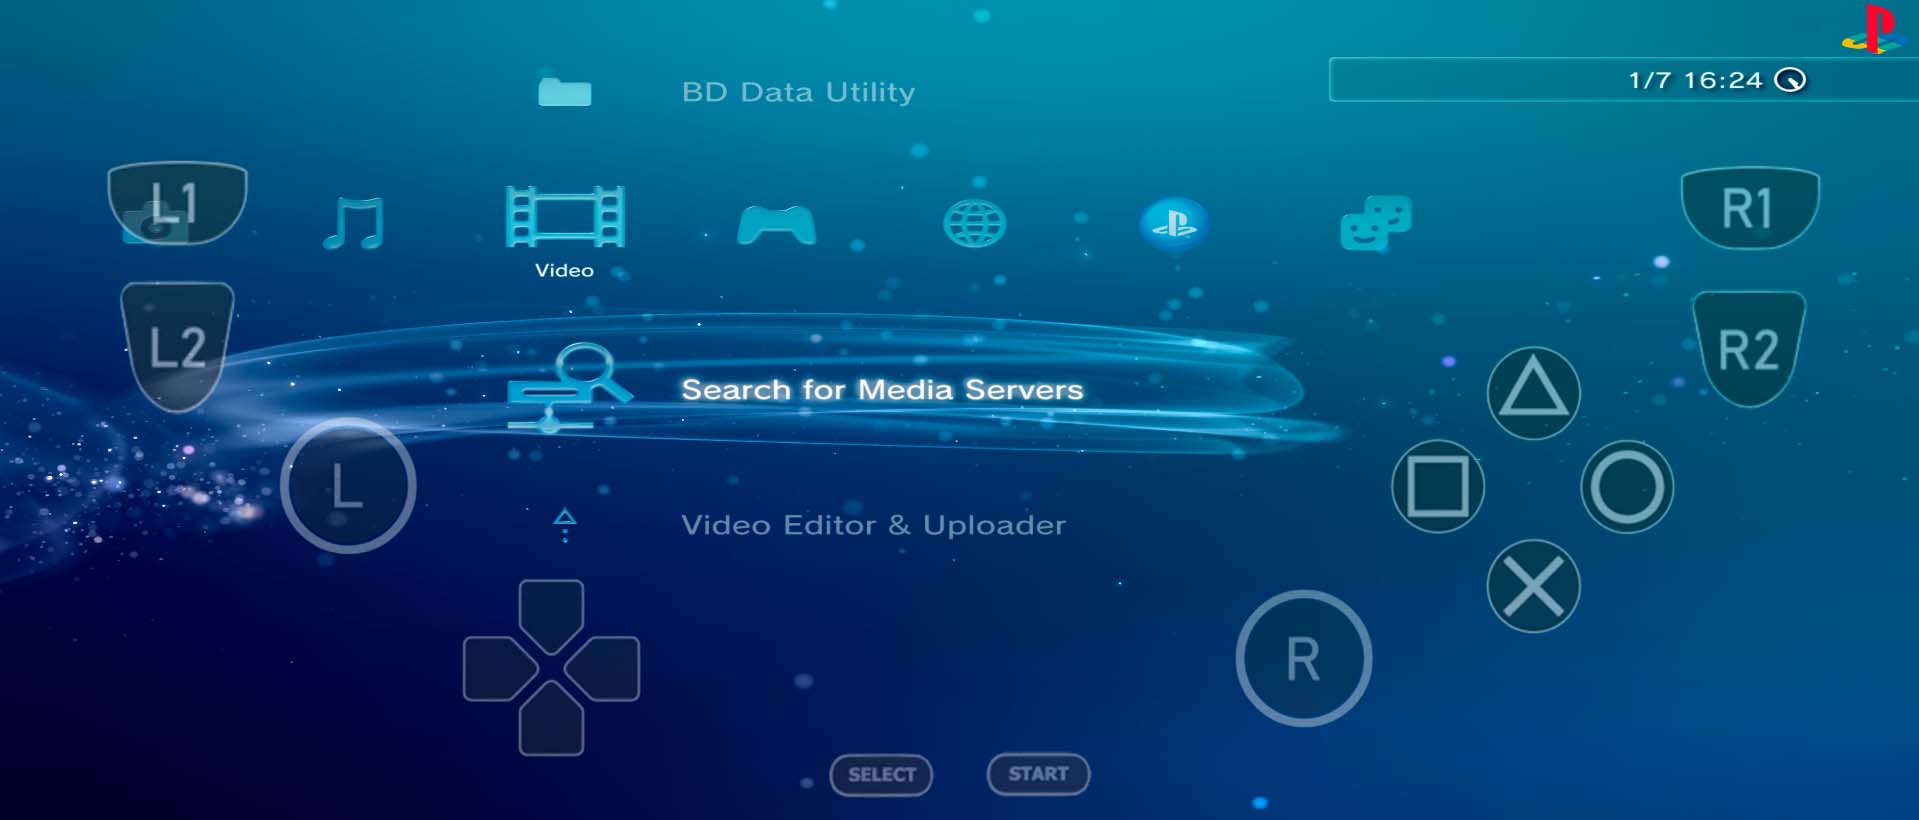 BD Data Utility
1/7 16:24
L1
R1
Video
L2
R2
Search for Media Servers
L
Video Editor & Uploader
R
SELECT
START